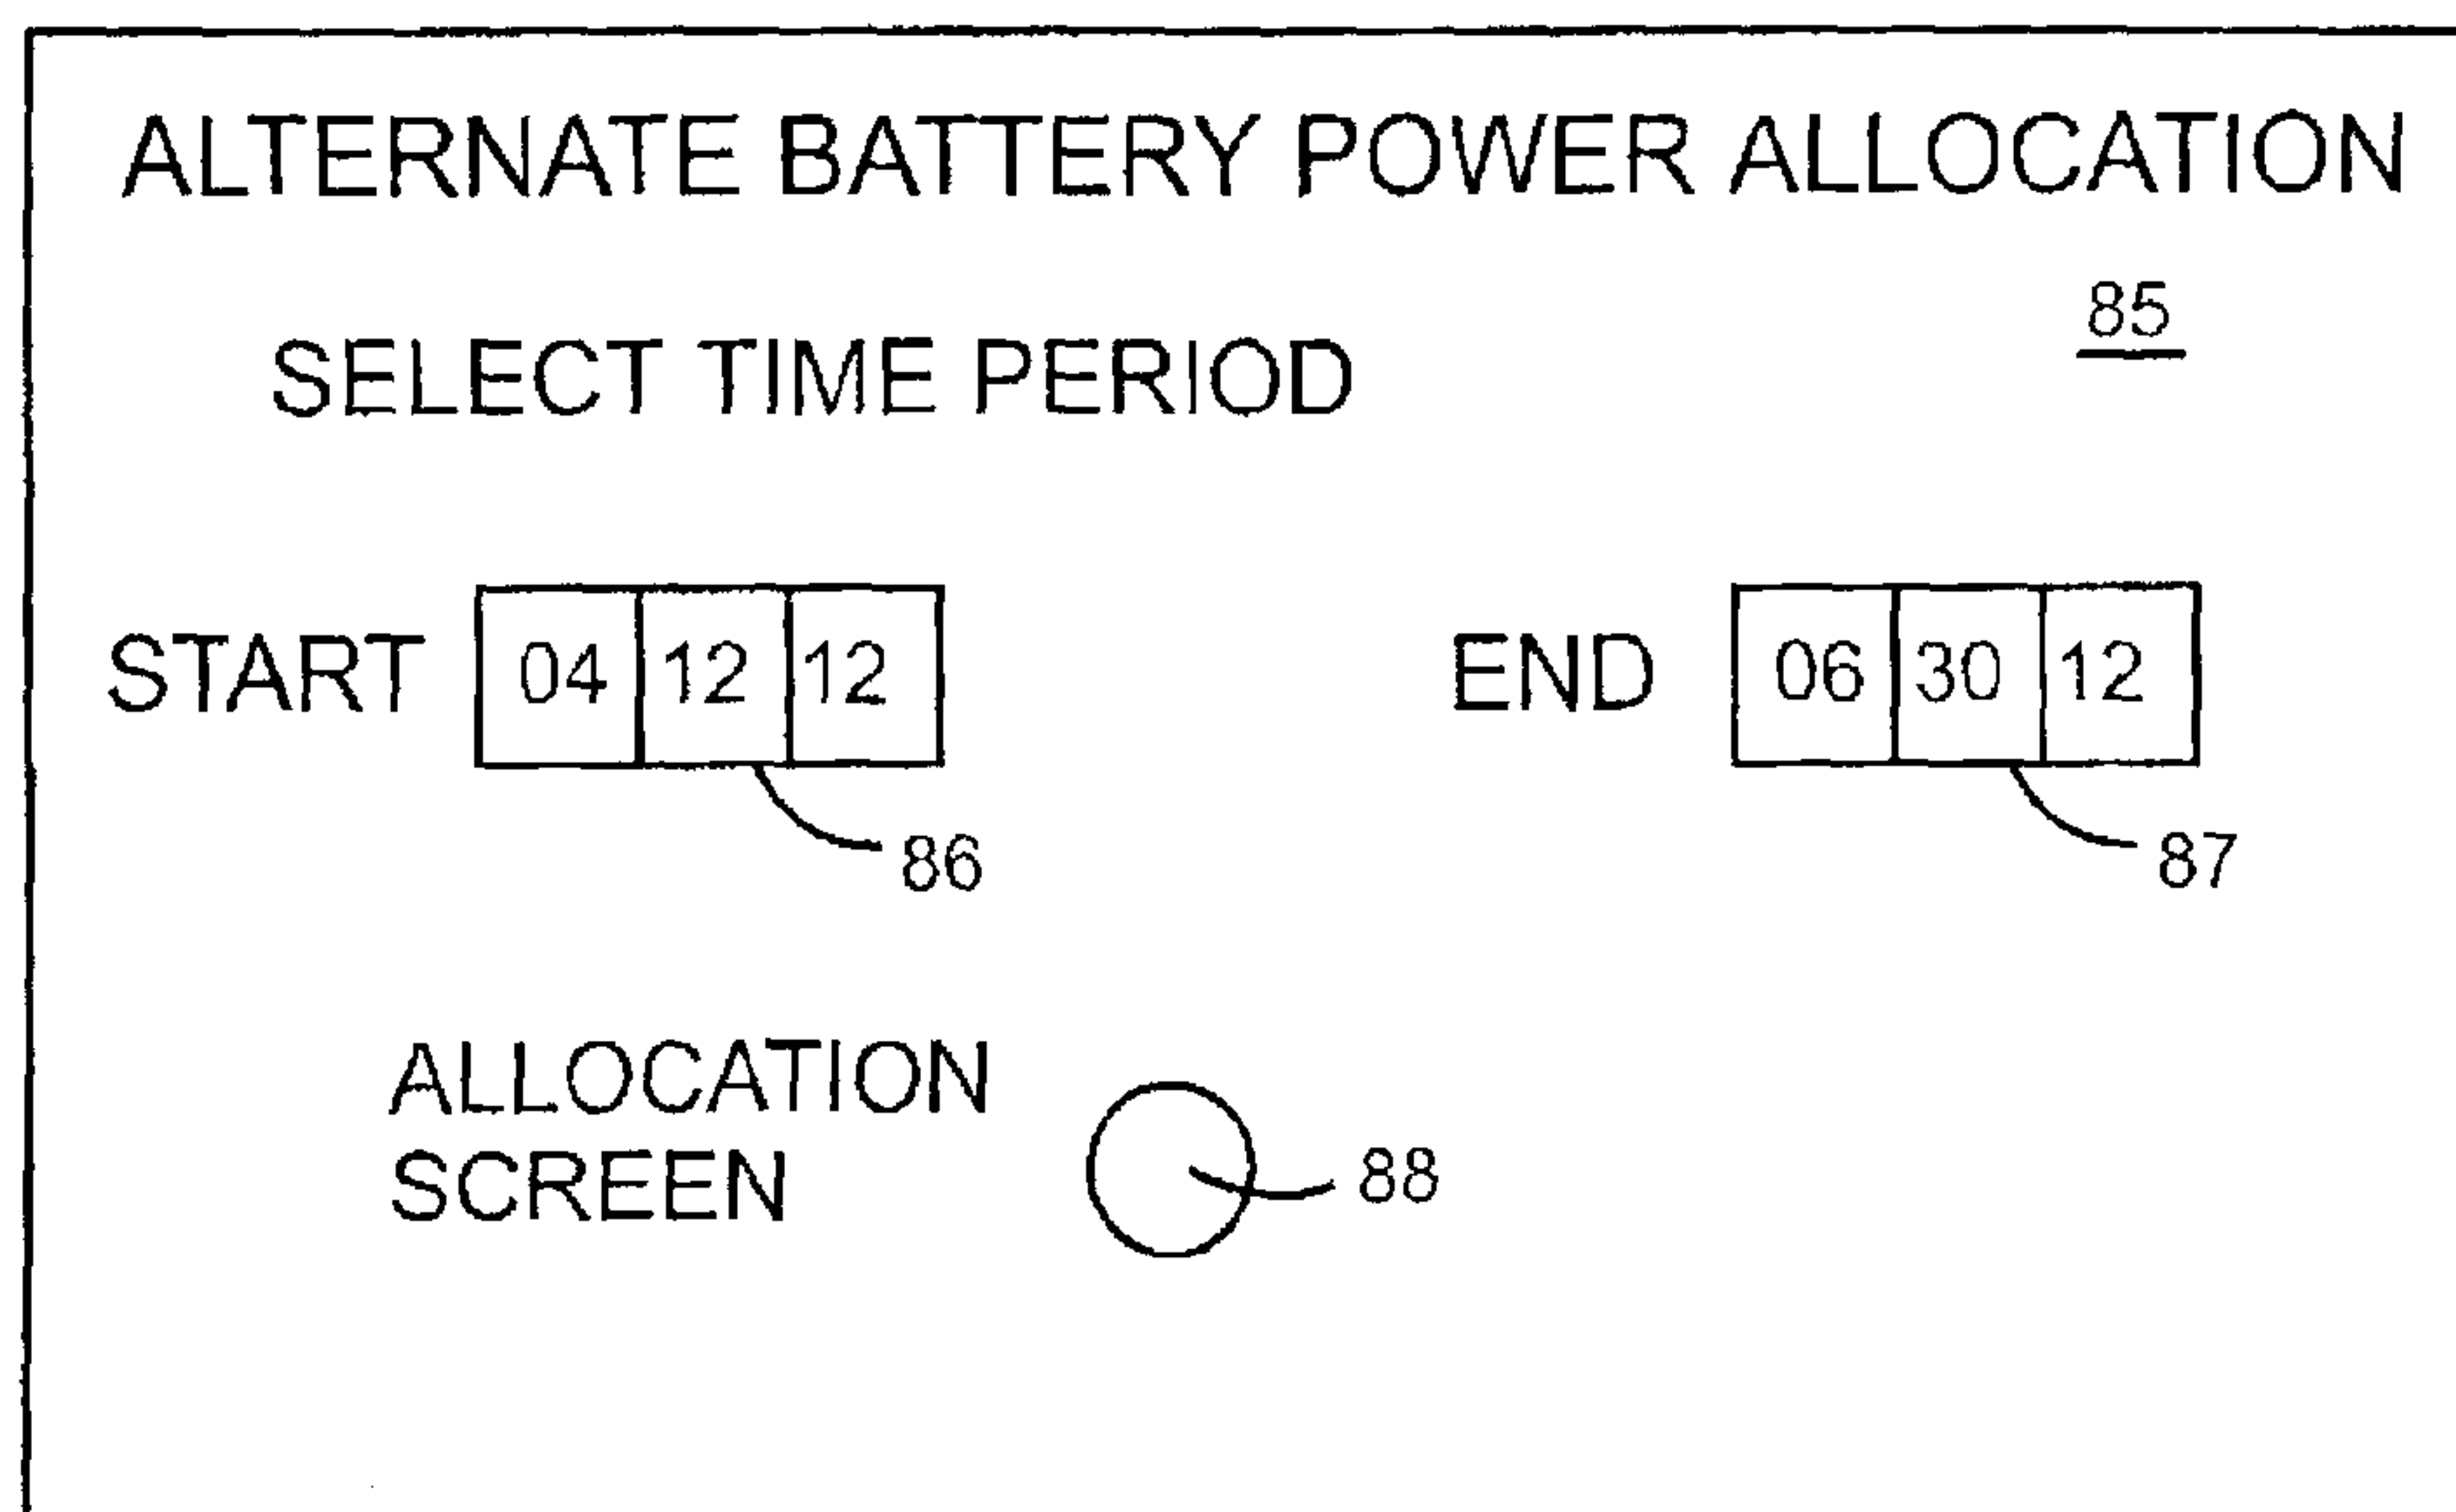 ALTERNATE BATTERY POWER ALLOCATION
85
SELECT TIME PERIOD
START 04 12 12 END 06 30 12
86 87
ALLOCATION
SCREEN
88